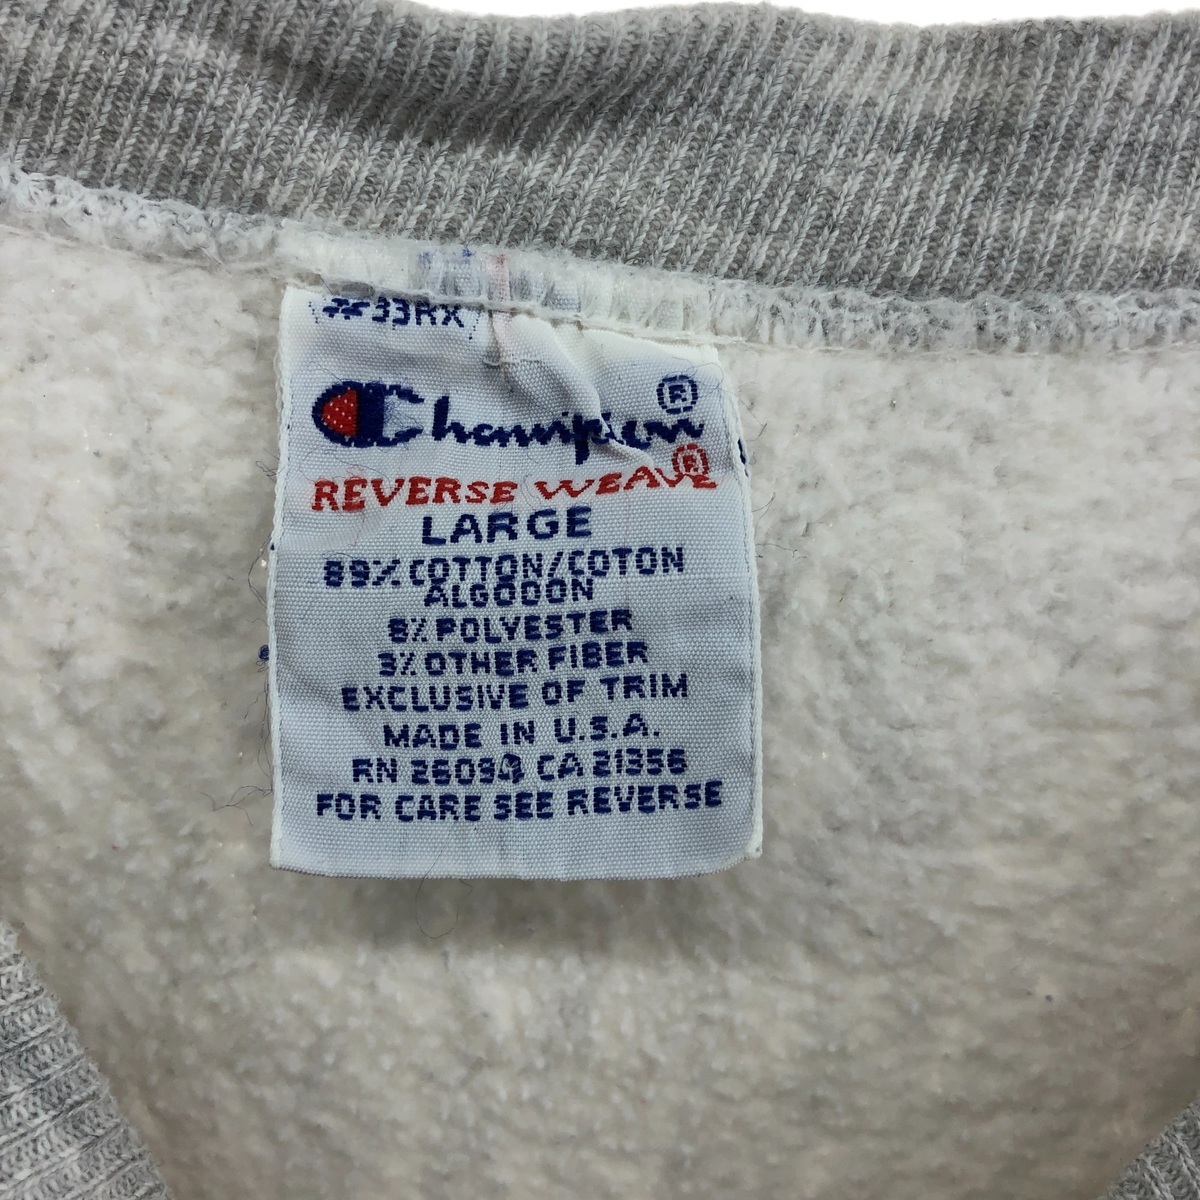 #33RX
Champion®
REVERSE WEAVE®
LARGE
89% COTTON/COTON
ALGODON
8% POLYESTER
3% OTHER FIBER
EXCLUSIVE OF TRIM
MADE IN U.S.A.
RN 26094 CA 21356
FOR CARE SEE REVERSE